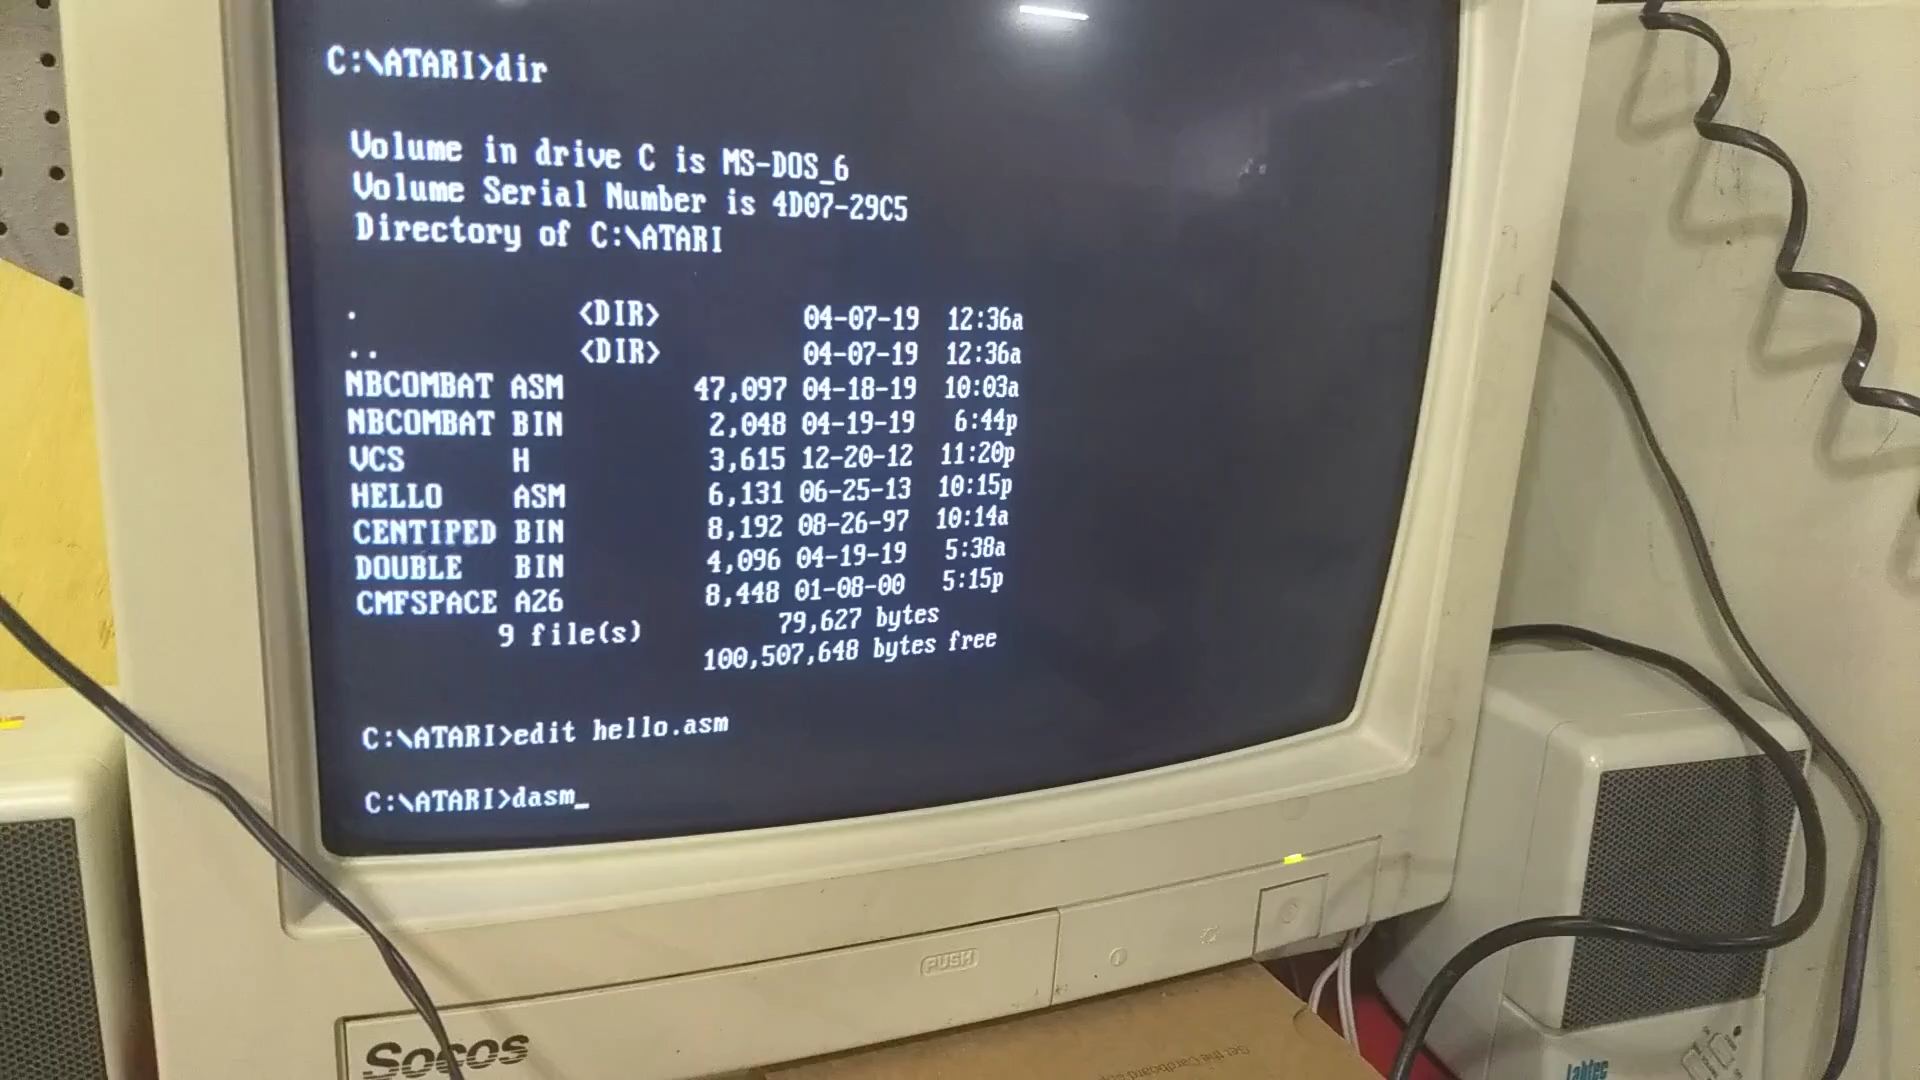 C:\ATARI>dir
Volume in drive C is MS-DOS_6
Volume Serial Number is 4D07-29C5
Directory of C:\ATARI
. <DIR> 04-07-19 12:36a
.. <DIR> 04-07-19 12:36a
NBCOMBAT ASM 47,097 04-18-19 10:03a
NBCOMBAT BIN 2,048 04-19-19 6:44p
VCS H 3,615 12-20-12 11:20p
HELLO ASM 6,131 06-25-13 10:15p
CENTIPED BIN 8,192 08-26-97 10:14a
DOUBLE BIN 4,096 04-19-19 5:38a
CMFSPACE A26 8,448 01-08-00 5:15p
9 file(s) 79,627 bytes
100,507,648 bytes free
C:\ATARI>edit hello.asm
C:\ATARI>dasm_
PUSH
Socos
labtec